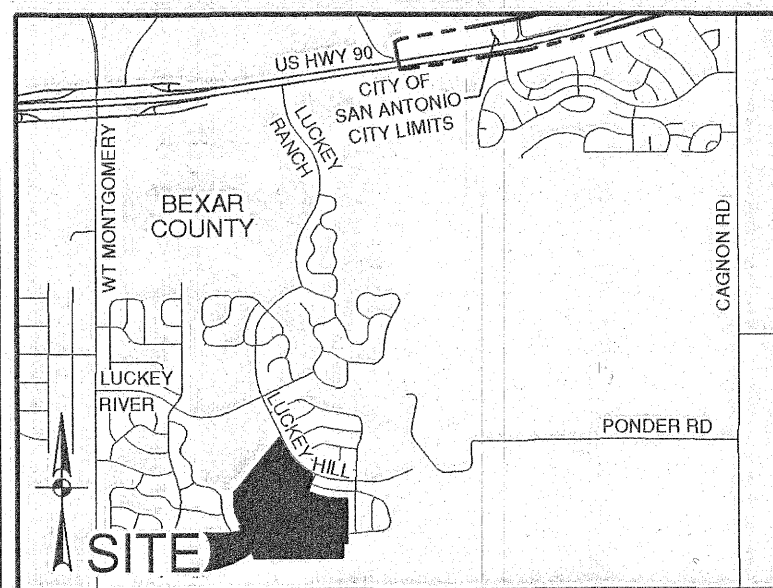 US HWY 90
CITY OF
SAN ANTONIO
CITY LIMITS
LUCKEY
RANCH
WT MONTGOMERY
BEXAR
COUNTY
CAGNON RD
LUCKEY
RIVER
LUCKEY HILL
PONDER RD
SITE